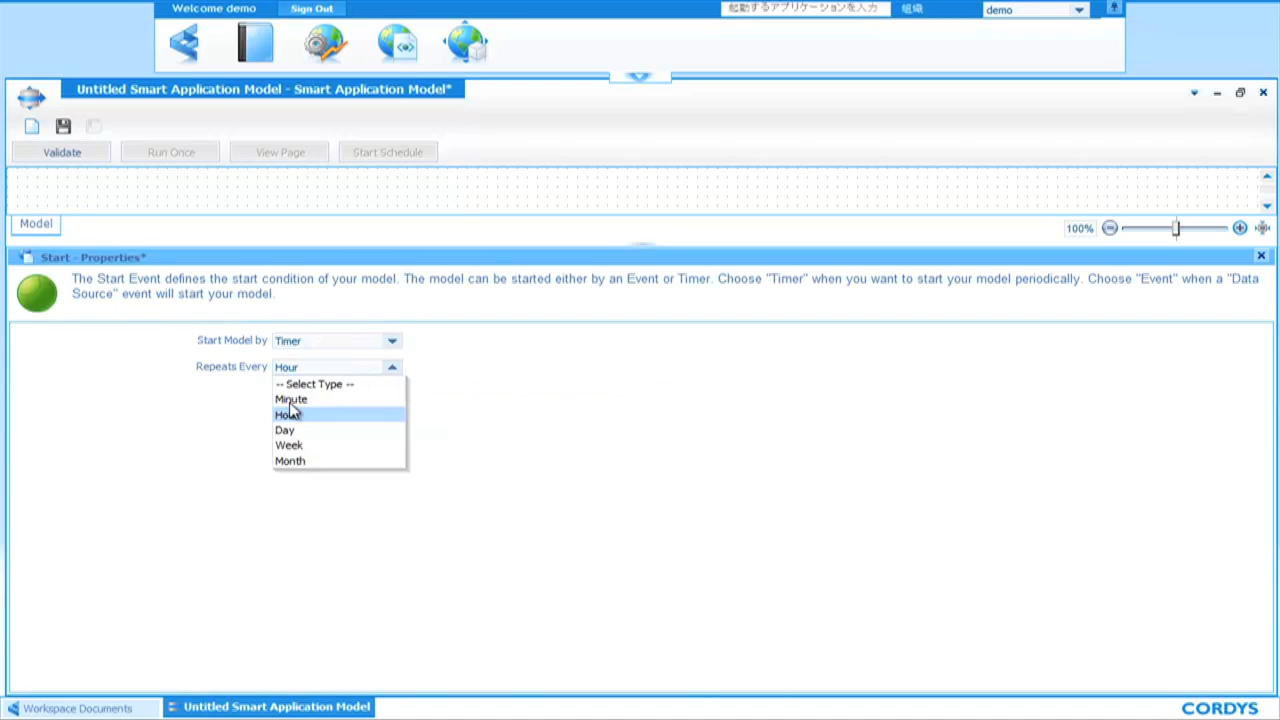 Welcome demo
Sign Out
起動するアプリケーションを入力
組織
demo
Untitled Smart Application Model - Smart Application Model*
Validate
Run Once
View Page
Start Schedule
Model
100%
Start - Properties*
The Start Event defines the start condition of your model. The model can be started either by an Event or Timer. Choose "Timer" when you want to start your model periodically. Choose "Event" when a "Data
Source" event will start your model.
Start Model by
Timer
Repeats Every
Hour
-- Select Type --
Minute
Hour
Day
Week
Month
Workspace Documents
Untitled Smart Application Model
CORDYS